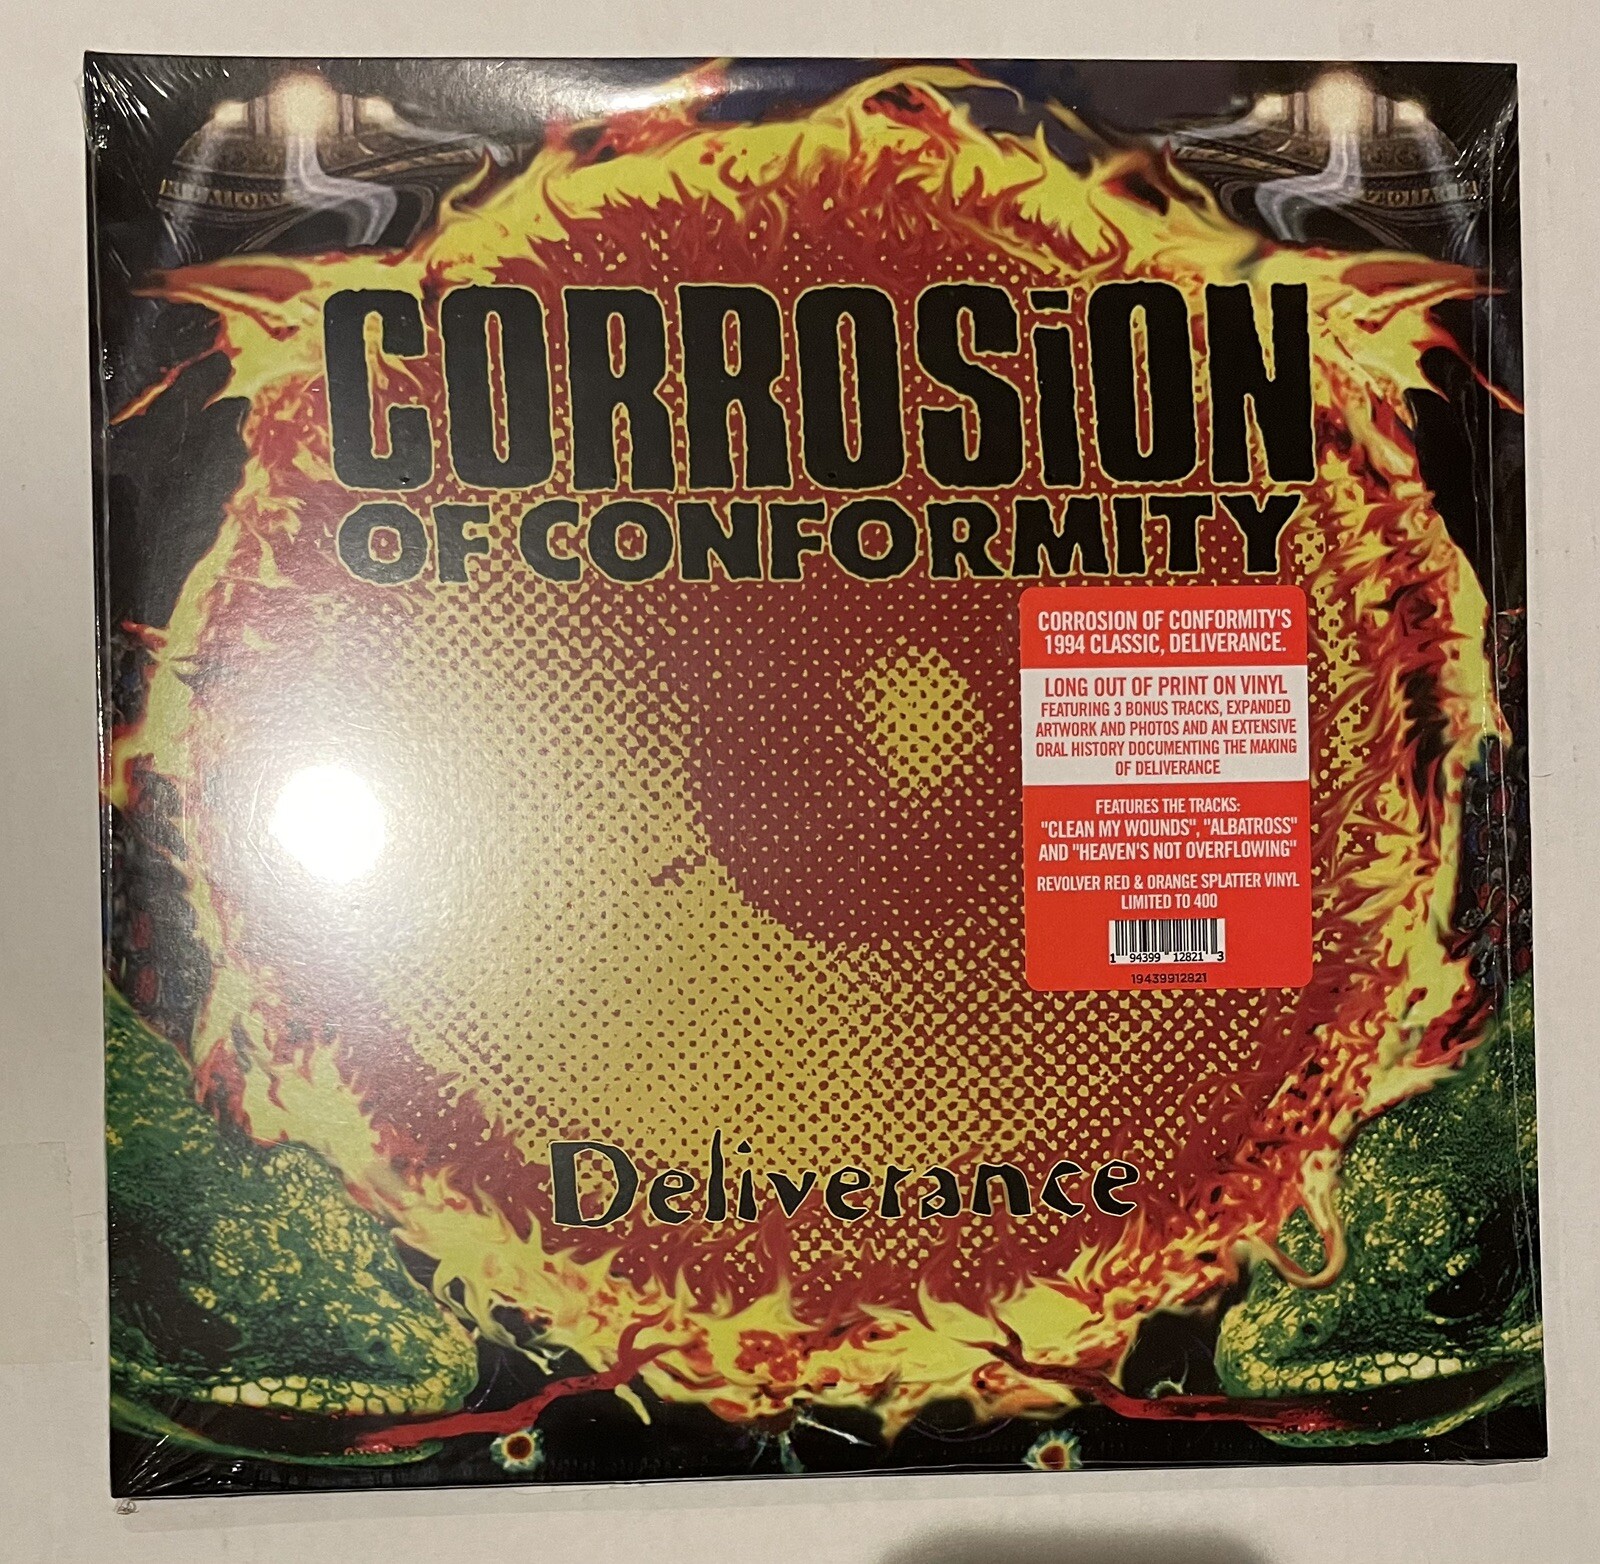 CORROSiON
OF CONFORMITY
CORROSION OF CONFORMITY'S
1994 CLASSIC, DELIVERANCE.
LONG OUT OF PRINT ON VINYL
FEATURING 3 BONUS TRACKS, EXPANDED
ARTWORK AND PHOTOS AND AN EXTENSIVE
ORAL HISTORY DOCUMENTING THE MAKING
OF DELIVERANCE
FEATURES THE TRACKS:
"CLEAN MY WOUNDS", "ALBATROSS"
AND "HEAVEN'S NOT OVERFLOWING"
REVOLVER RED & ORANGE SPLATTER VINYL
LIMITED TO 400
1 94399 12821 3
19439912821
Deliverance